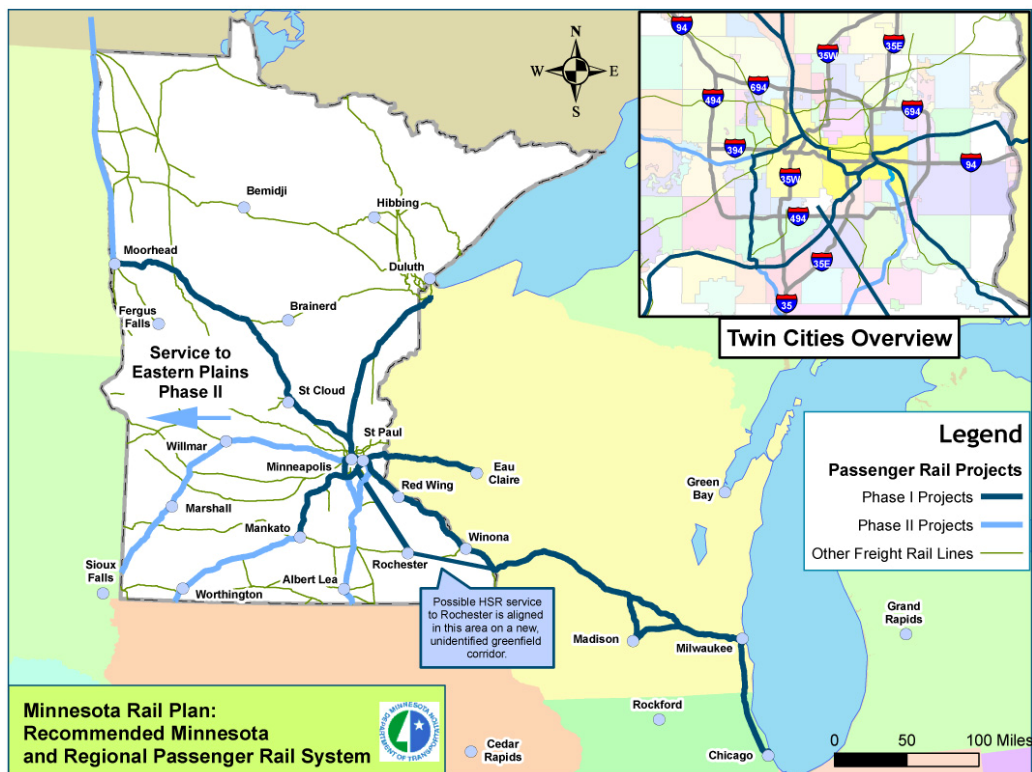 N
W
E
S
94
35W
35E
694
494
694
394
94
35W
494
35E
35
Twin Cities Overview
Bemidji
Hibbing
Moorhead
Duluth
Fergus
Falls
Brainerd
Service to
Eastern Plains
Phase II
St Cloud
St Paul
Willmar
Minneapolis
Eau
Claire
Red Wing
Green
Bay
Marshall
Mankato
Winona
Sioux
Falls
Rochester
Albert Lea
Worthington
Possible HSR service
to Rochester is aligned
in this area on a new,
unidentified greenfield
corridor.
Madison
Milwaukee
Grand
Rapids
Rockford
Chicago
Cedar
Rapids
Legend
Passenger Rail Projects
Phase I Projects
Phase II Projects
Other Freight Rail Lines
0 50 100 Miles
Minnesota Rail Plan:
Recommended Minnesota
and Regional Passenger Rail System
MINNESOTA
DEPARTMENT OF TRANSPORTATION